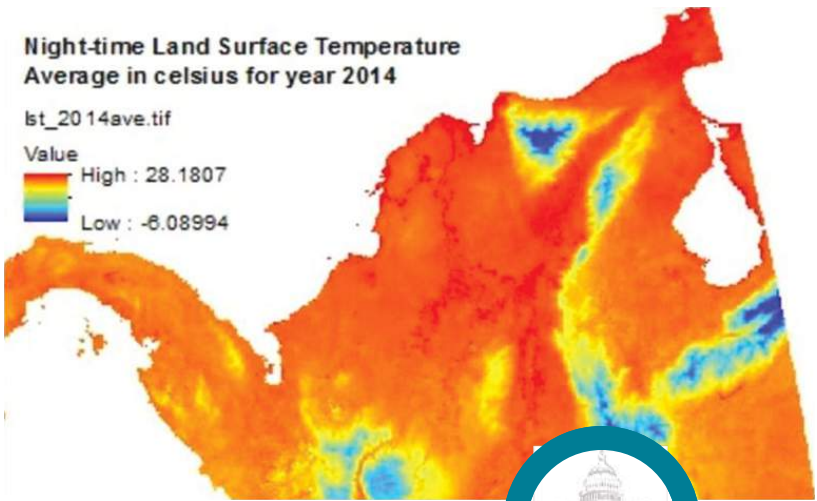 Night-time Land Surface Temperature
Average in celsius for year 2014
lst_2014ave.tif
Value
High : 28.1807
Low : -6.08994